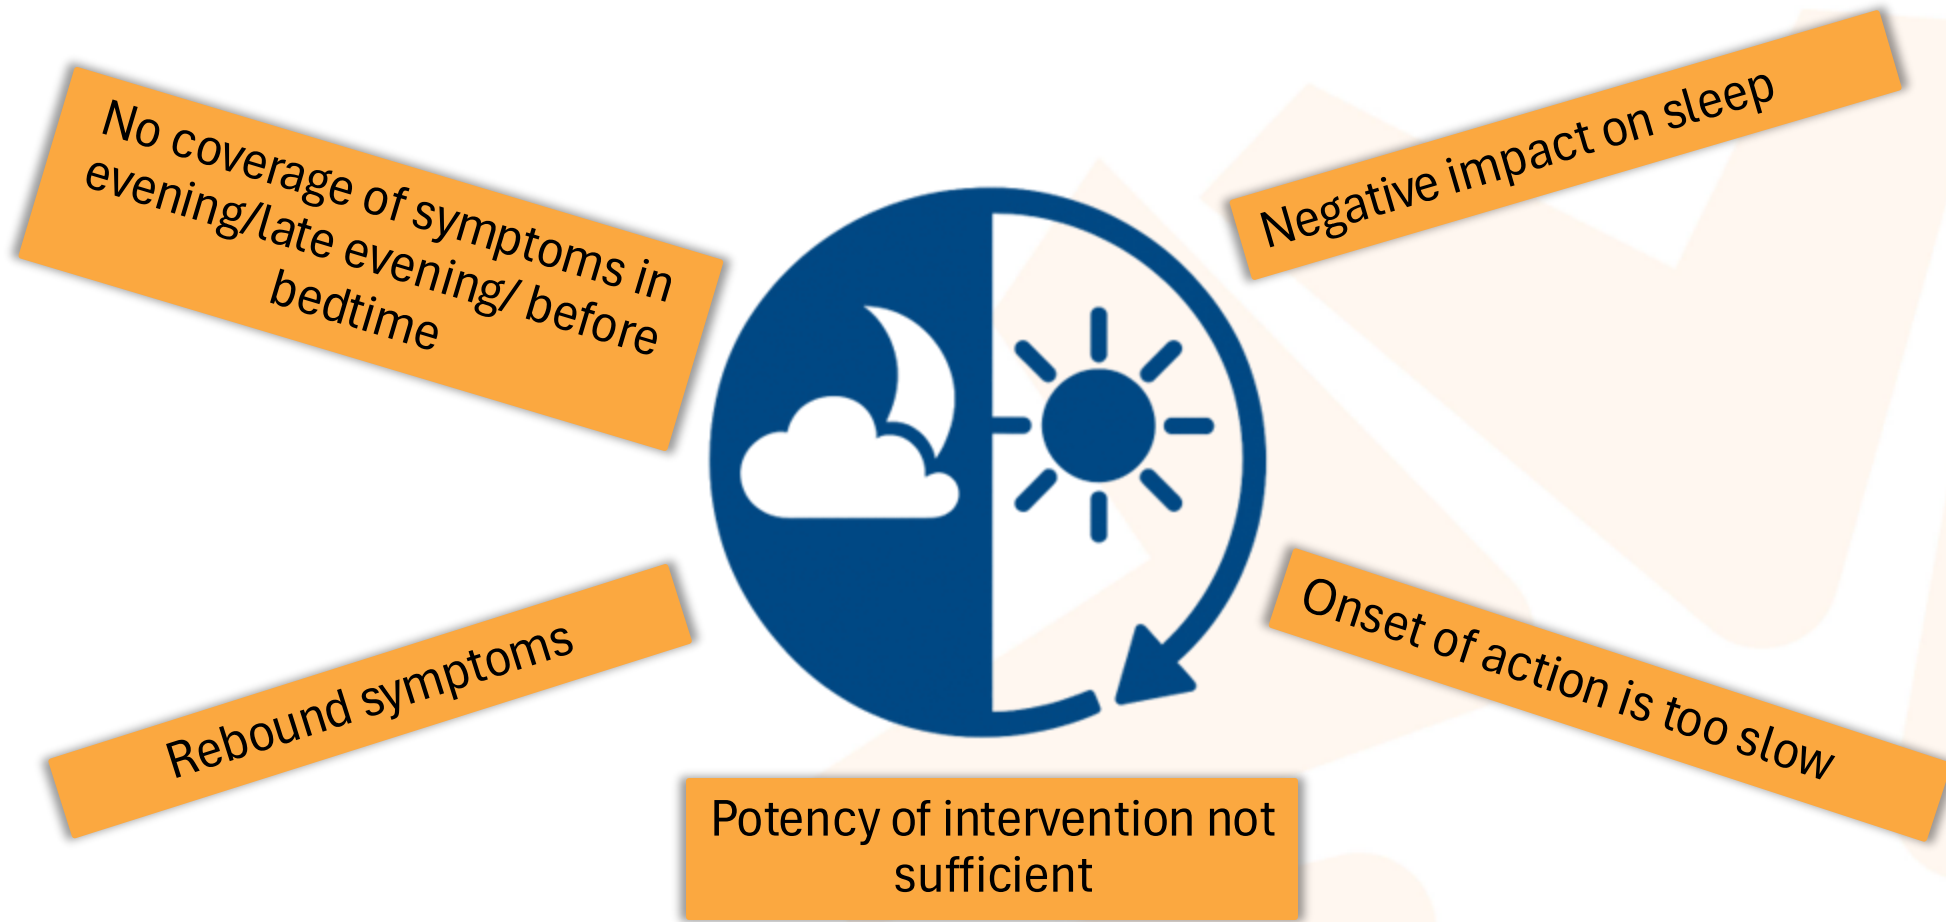 No coverage of symptoms in
evening/late evening/ before
bedtime
Negative impact on sleep
Rebound symptoms
Onset of action is too slow
Potency of intervention not
sufficient